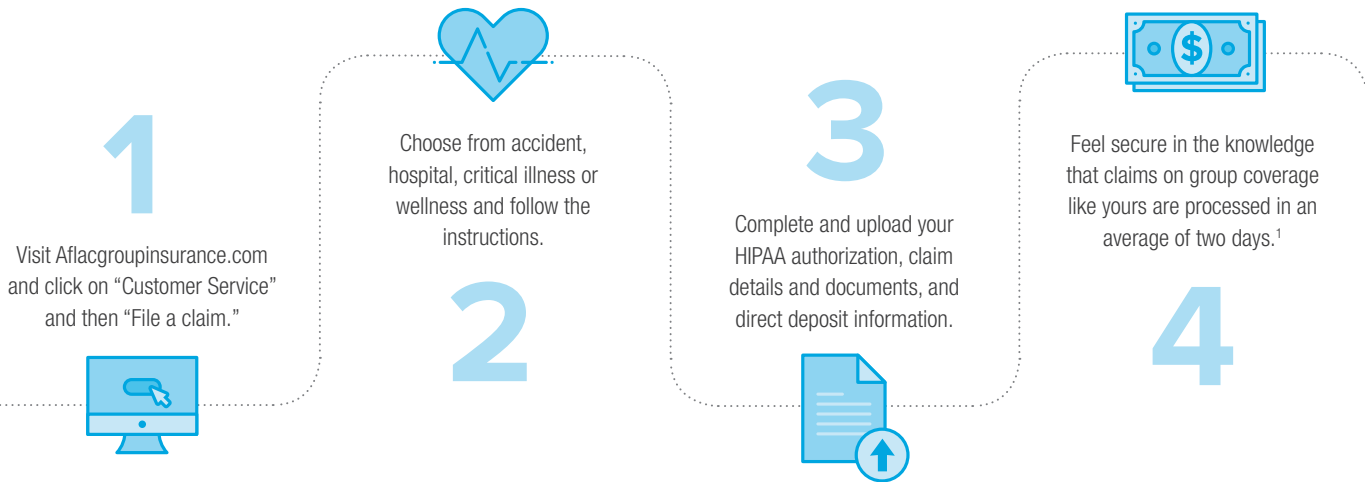 1
Visit Aflacgroupinsurance.com
and click on “Customer Service”
and then “File a claim.”
Choose from accident,
hospital, critical illness or
wellness and follow the
instructions.
2
3
Complete and upload your
HIPAA authorization, claim
details and documents, and
direct deposit information.
$
Feel secure in the knowledge
that claims on group coverage
like yours are processed in an
average of two days.¹
4